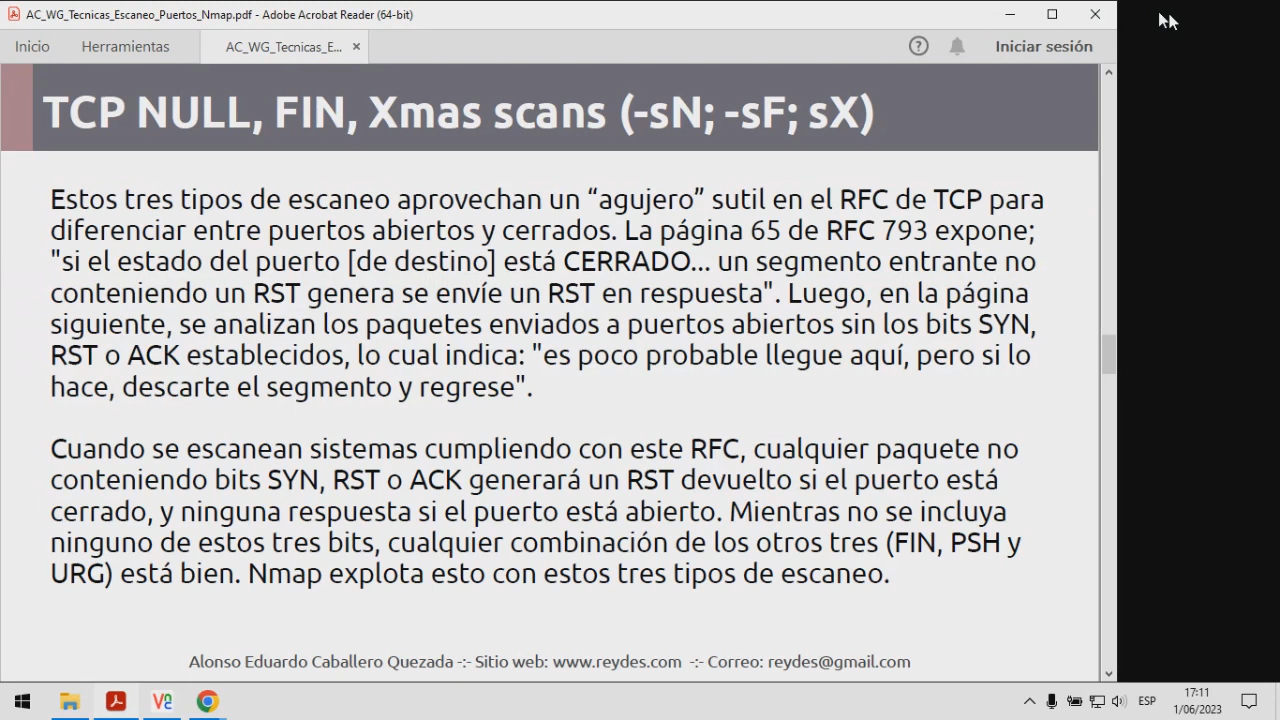 AC_WG_Tecnicas_Escaneo_Puertos_Nmap.pdf - Adobe Acrobat Reader (64-bit)
Inicio
Herramientas
AC_WG_Tecnicas_E...
Iniciar sesión
TCP NULL, FIN, Xmas scans (-sN; -sF; sX)
Estos tres tipos de escaneo aprovechan un “agujero” sutil en el RFC de TCP para
diferenciar entre puertos abiertos y cerrados. La página 65 de RFC 793 expone;
"si el estado del puerto [de destino] está CERRADO... un segmento entrante no
conteniendo un RST genera se envíe un RST en respuesta". Luego, en la página
siguiente, se analizan los paquetes enviados a puertos abiertos sin los bits SYN,
RST o ACK establecidos, lo cual indica: "es poco probable llegue aquí, pero si lo
hace, descarte el segmento y regrese".
Cuando se escanean sistemas cumpliendo con este RFC, cualquier paquete no
conteniendo bits SYN, RST o ACK generará un RST devuelto si el puerto está
cerrado, y ninguna respuesta si el puerto está abierto. Mientras no se incluya
ninguno de estos tres bits, cualquier combinación de los otros tres (FIN, PSH y
URG) está bien. Nmap explota esto con estos tres tipos de escaneo.
Alonso Eduardo Caballero Quezada -:- Sitio web: www.reydes.com -:- Correo: reydes@gmail.com
ESP
17:11
1/06/2023